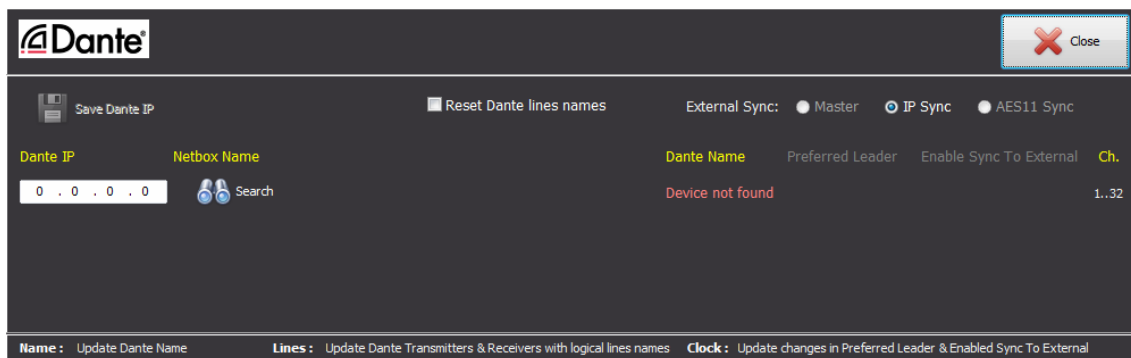 Dante®
Close
Save Dante IP
Reset Dante lines names
External Sync: Master IP Sync AES11 Sync
Dante IP Netbox Name Dante Name Preferred Leader Enable Sync To External Ch.
0 . 0 . 0 . 0 Search Device not found 1..32
Name : Update Dante Name Lines : Update Dante Transmitters & Receivers with logical lines names Clock : Update changes in Preferred Leader & Enabled Sync To External